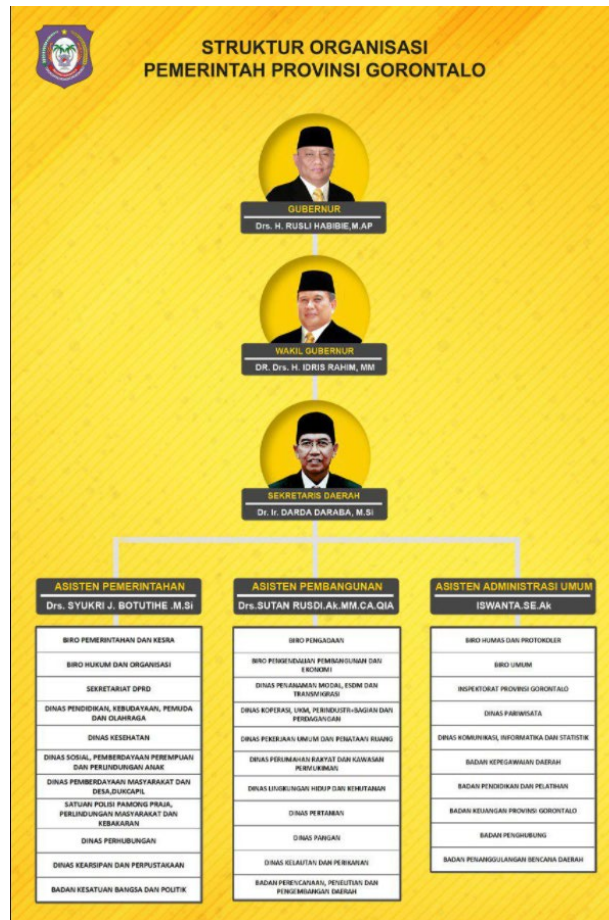 STRUKTUR ORGANISASI
PEMERINTAH PROVINSI GORONTALO
GUBERNUR
Drs. H. RUSLI HABIBIE,M.AP
WAKIL GUBERNUR
DR. Drs. H. IDRIS RAHIM, MM
SEKRETARIS DAERAH
Dr. Ir. DARDA DARABA, M.Si
ASISTEN PEMERINTAHAN
Drs. SYUKRI J. BOTUTIHE .M.Si
BIRO PEMERINTAHAN DAN KESRA
BIRO HUKUM DAN ORGANISASI
SEKRETARIAT DPRD
DINAS PENDIDIKAN, KEBUDAYAAN, PEMUDA
DAN OLAHRAGA
DINAS KESEHATAN
DINAS SOSIAL, PEMBERDAYAAN PEREMPUAN
DAN PERLINDUNGAN ANAK
DINAS PEMBERDAYAAN MASYARAKAT DAN
DESA,DUKCAPIL
SATUAN POLISI PAMONG PRAJA,
PERLINDUNGAN MASYARAKAT DAN
KEBAKARAN
DINAS PERHUBUNGAN
DINAS KEARSIPAN DAN PERPUSTAKAAN
BADAN KESATUAN BANGSA DAN POLITIK
ASISTEN PEMBANGUNAN
Drs.SUTAN RUSDI.Ak.MM.CA.QIA
BIRO PENGADAAN
BIRO PENGENDALIAN PEMBANGUNAN DAN
EKONOMI
DINAS PENANAMAN MODAL, ESDM DAN
TRANSMIGRASI
DINAS KOPERASI, UKM, PERINDUSTR+BAGIAN DAN
PERDAGANGAN
DINAS PEKERJAAN UMUM DAN PENATAAN RUANG
DINAS PERUMAHAN RAKYAT DAN KAWASAN
PERMUKIMAN
DINAS LINGKUNGAN HIDUP DAN KEHUTANAN
DINAS PERTANIAN
DINAS PANGAN
DINAS KELAUTAN DAN PERIKANAN
BADAN PERENCANAAN, PENELITIAN DAN
PENGEMBANGAN DAERAH
ASISTEN ADMINISTRASI UMUM
ISWANTA.SE.Ak
BIRO HUMAS DAN PROTOKOLER
BIRO UMUM
INSPEKTORAT PROVINSI GORONTALO
DINAS PARIWISATA
DINAS KOMUNIKASI, INFORMATIKA DAN STATISTIK
BADAN KEPEGAWAIAN DAERAH
BADAN PENDIDIKAN DAN PELATIHAN
BADAN KEUANGAN PROVINSI GORONTALO
BADAN PENGHUBUNG
BADAN PENANGGULANGAN BENCANA DAERAH